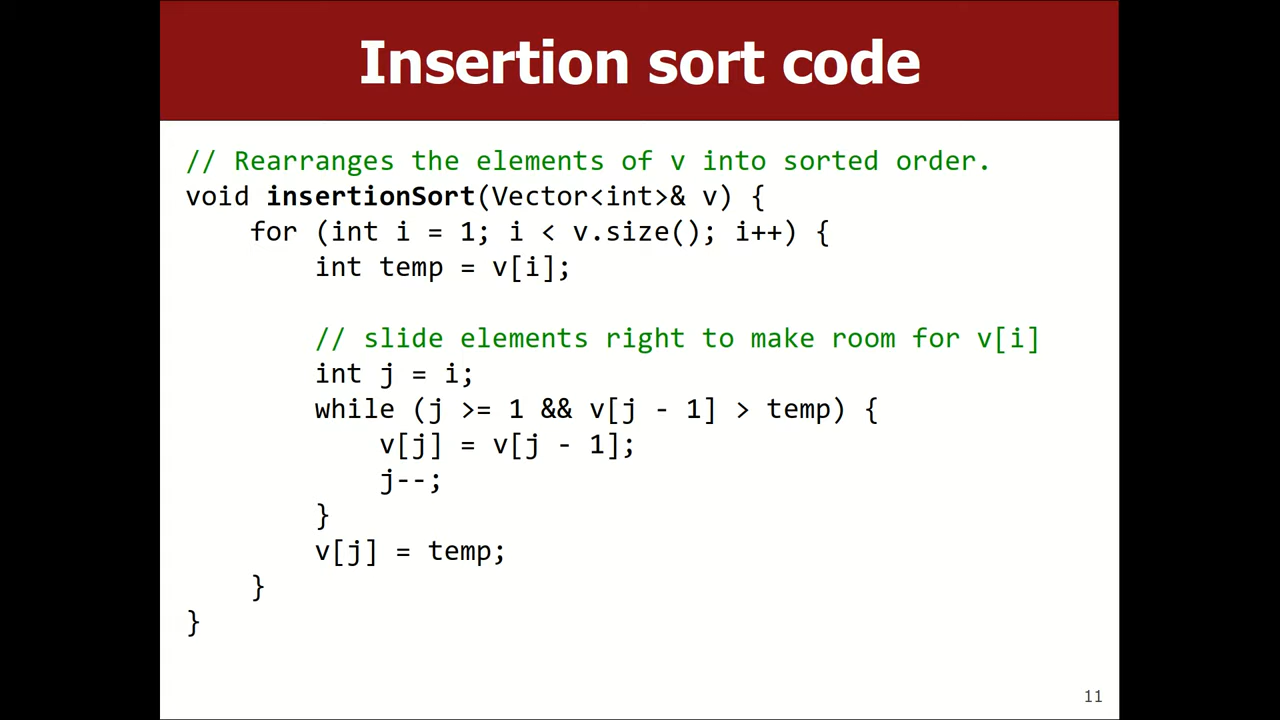 Insertion sort code
// Rearranges the elements of v into sorted order.
void insertionSort(Vector<int>& v) {
    for (int i = 1; i < v.size(); i++) {
        int temp = v[i];

        // slide elements right to make room for v[i]
        int j = i;
        while (j >= 1 && v[j - 1] > temp) {
            v[j] = v[j - 1];
            j--;
        }
        v[j] = temp;
    }
}
11